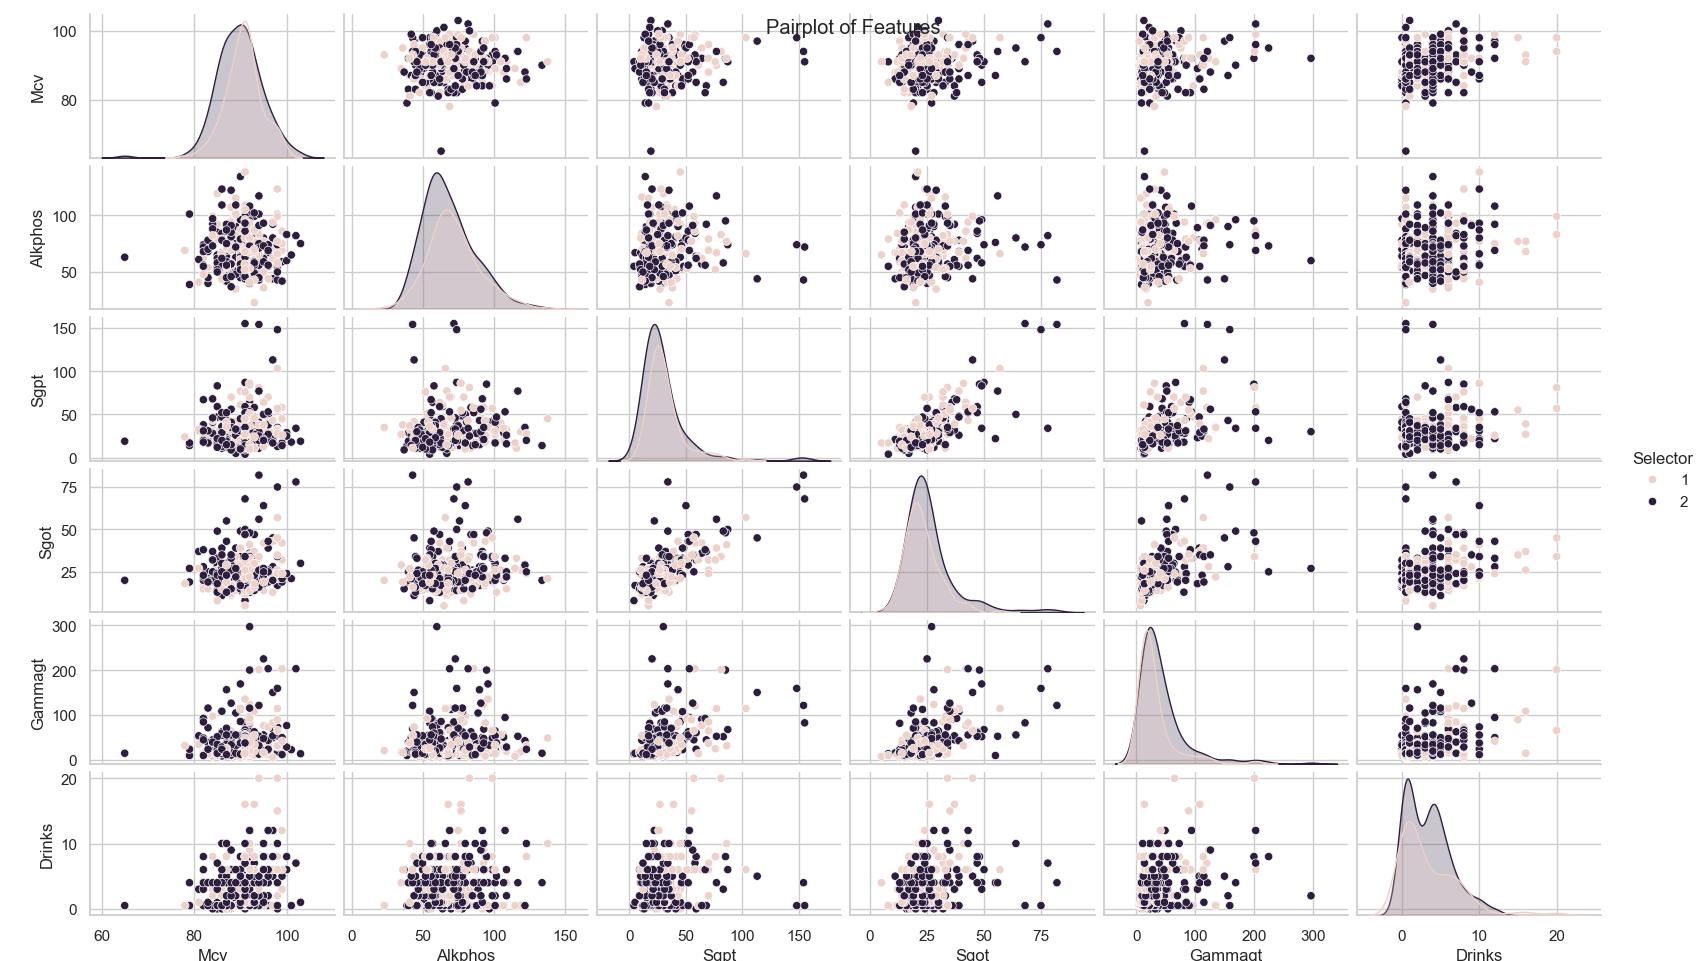 Pairplot of Features
Mcv
100
80
Alkphos
100
50
Sgpt
150
100
50
0
Sgot
75
50
25
Gammagt
300
200
100
0
Drinks
20
10
0
60 80 100
0 50 100 150
0 50 100 150
0 25 50 75
0 100 200 300
0 10 20
Mcv Alkphos Sgpt Sgot Gammagt Drinks
Selector
1
2